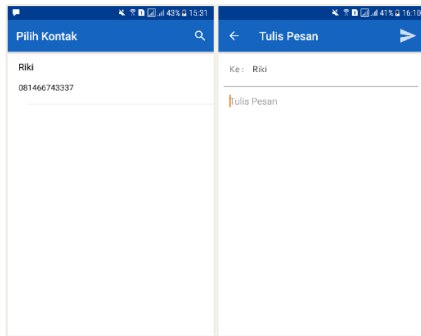 43% 15:31
Pilih Kontak
Riki
081466743337
41% 16:10
Tulis Pesan
Ke : Riki
Tulis Pesan